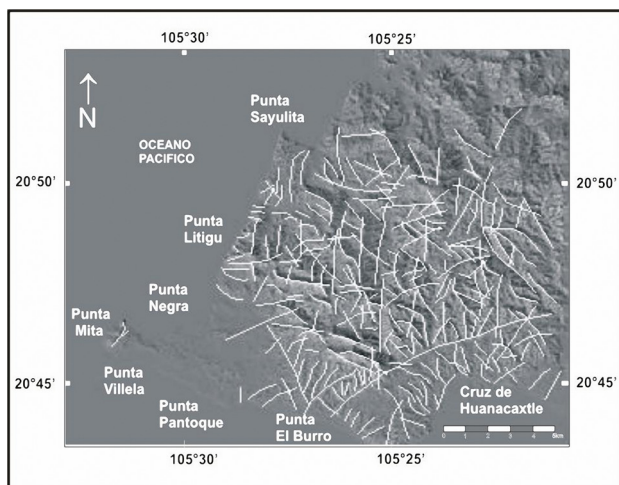 105°30'
105°25'
N
Punta
Sayulita
OCEANO
PACIFICO
20°50'
20°50'
Punta
Litigu
Punta
Negra
Punta
Mita
20°45'
20°45'
Punta
Villela
Cruz de
Huanacaxtle
Punta
Pantoque
Punta
El Burro
0 1 2 3 4 5km
105°30'
105°25'